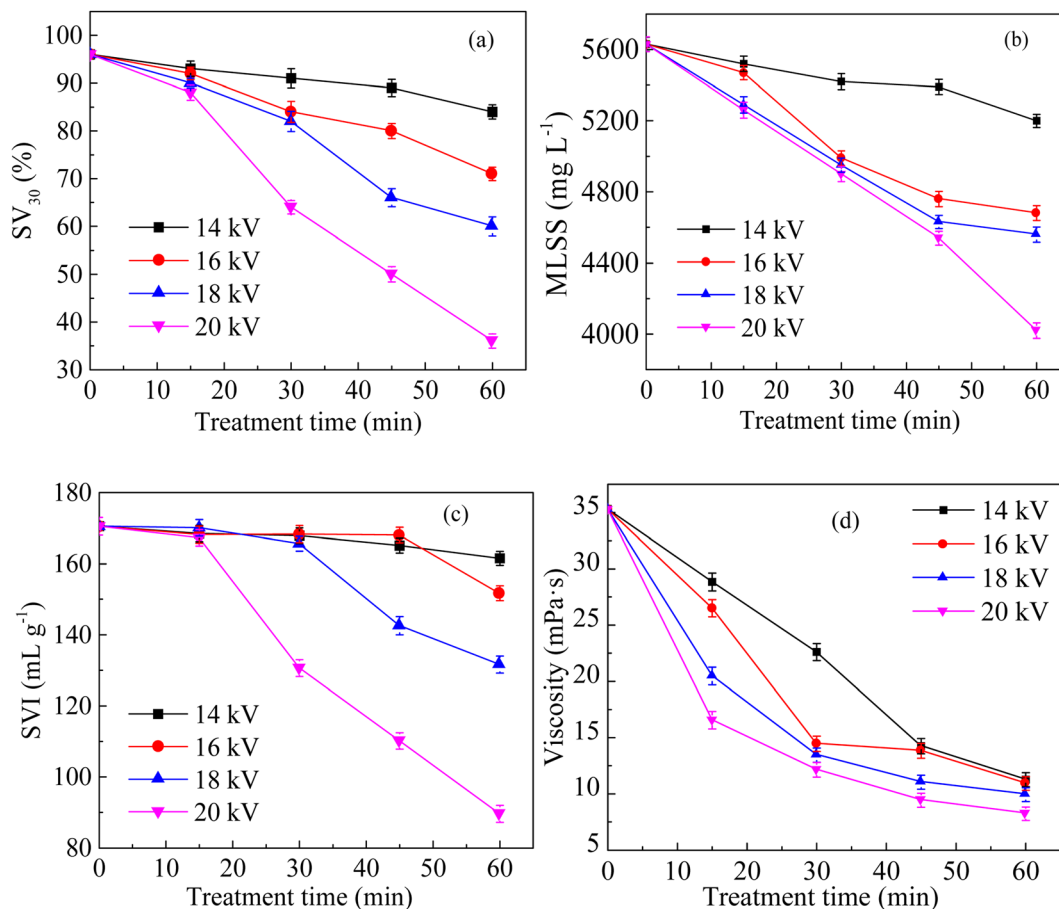 (a)
SV₃₀ (%)
100
90
80
70
60
50
40
30
14 kV
16 kV
18 kV
20 kV
0 10 20 30 40 50 60
Treatment time (min)
(b)
MLSS (mg L⁻¹)
5600
5200
4800
4400
4000
14 kV
16 kV
18 kV
20 kV
0 10 20 30 40 50 60
Treatment time (min)
(c)
SVI (mL g⁻¹)
180
160
140
120
100
80
14 kV
16 kV
18 kV
20 kV
0 10 20 30 40 50 60
Treatment time (min)
(d)
Viscosity (mPa·s)
35
30
25
20
15
10
5
14 kV
16 kV
18 kV
20 kV
0 10 20 30 40 50 60
Treatment time (min)